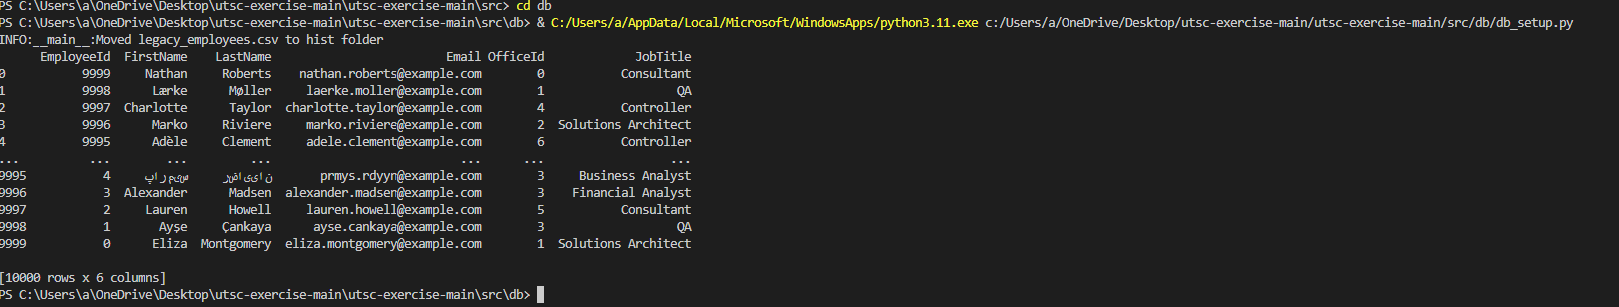 PS C:\Users\a\OneDrive\Desktop\utsc-exercise-main\utsc-exercise-main\src> cd db
PS C:\Users\a\OneDrive\Desktop\utsc-exercise-main\utsc-exercise-main\src\db> & C:/Users/a/AppData/Local/Microsoft/WindowsApps/python3.11.exe c:/Users/a/OneDrive/Desktop/utsc-exercise-main/utsc-exercise-main/src/db/db_setup.py
INFO:__main__:Moved legacy_employees.csv to hist folder
EmployeeId FirstName LastName Email OfficeId JobTitle
0 9999 Nathan Roberts nathan.roberts@example.com 0 Consultant
1 9998 Lærke Møller laerke.moller@example.com 1 QA
2 9997 Charlotte Taylor charlotte.taylor@example.com 4 Controller
3 9996 Marko Riviere marko.riviere@example.com 2 Solutions Architect
4 9995 Adèle Clement adele.clement@example.com 6 Controller
... ... ... ... ... ... ...
9995 4 پارمیس رضاییان prmys.rdyyn@example.com 3 Business Analyst
9996 3 Alexander Madsen alexander.madsen@example.com 3 Financial Analyst
9997 2 Lauren Howell lauren.howell@example.com 5 Consultant
9998 1 Ayşe Çankaya ayse.cankaya@example.com 3 QA
9999 0 Eliza Montgomery eliza.montgomery@example.com 1 Solutions Architect
[10000 rows x 6 columns]
PS C:\Users\a\OneDrive\Desktop\utsc-exercise-main\utsc-exercise-main\src\db>